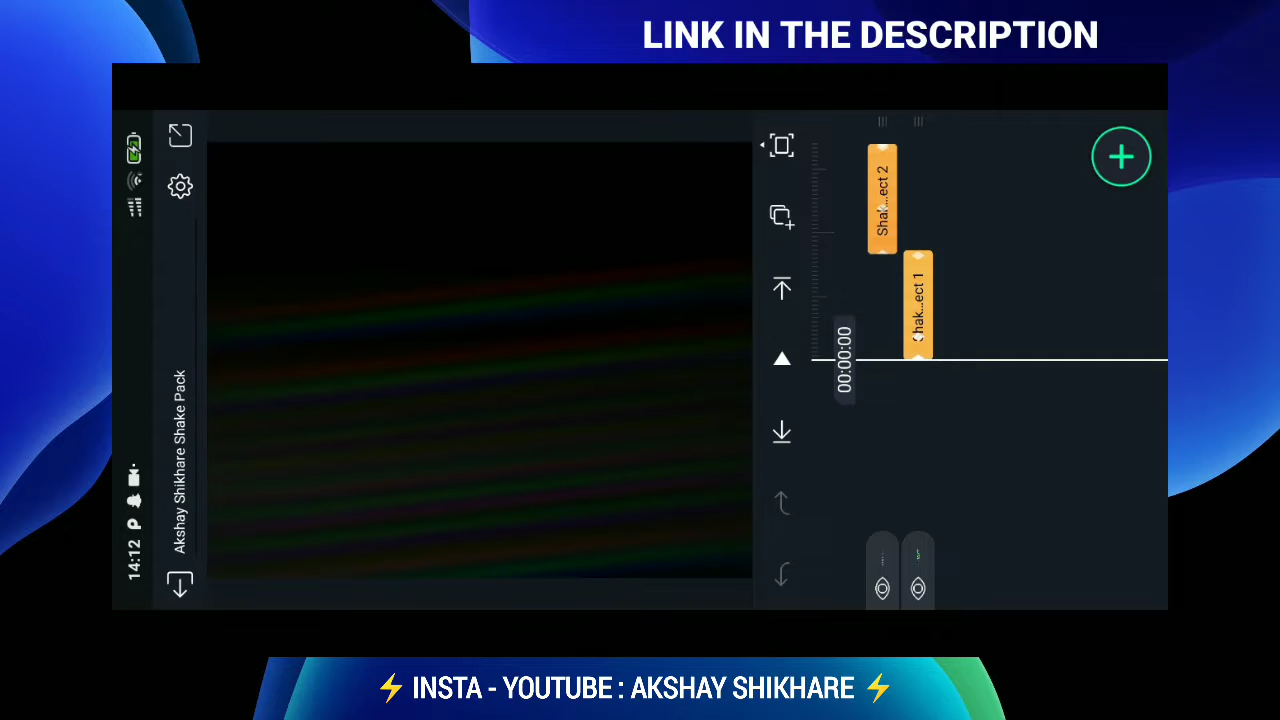 LINK IN THE DESCRIPTION
14:12
Akshay Shikhare Shake Pack
00:00:00
Shak...ect 2
Shak...ect 1
⚡ INSTA - YOUTUBE : AKSHAY SHIKHARE ⚡